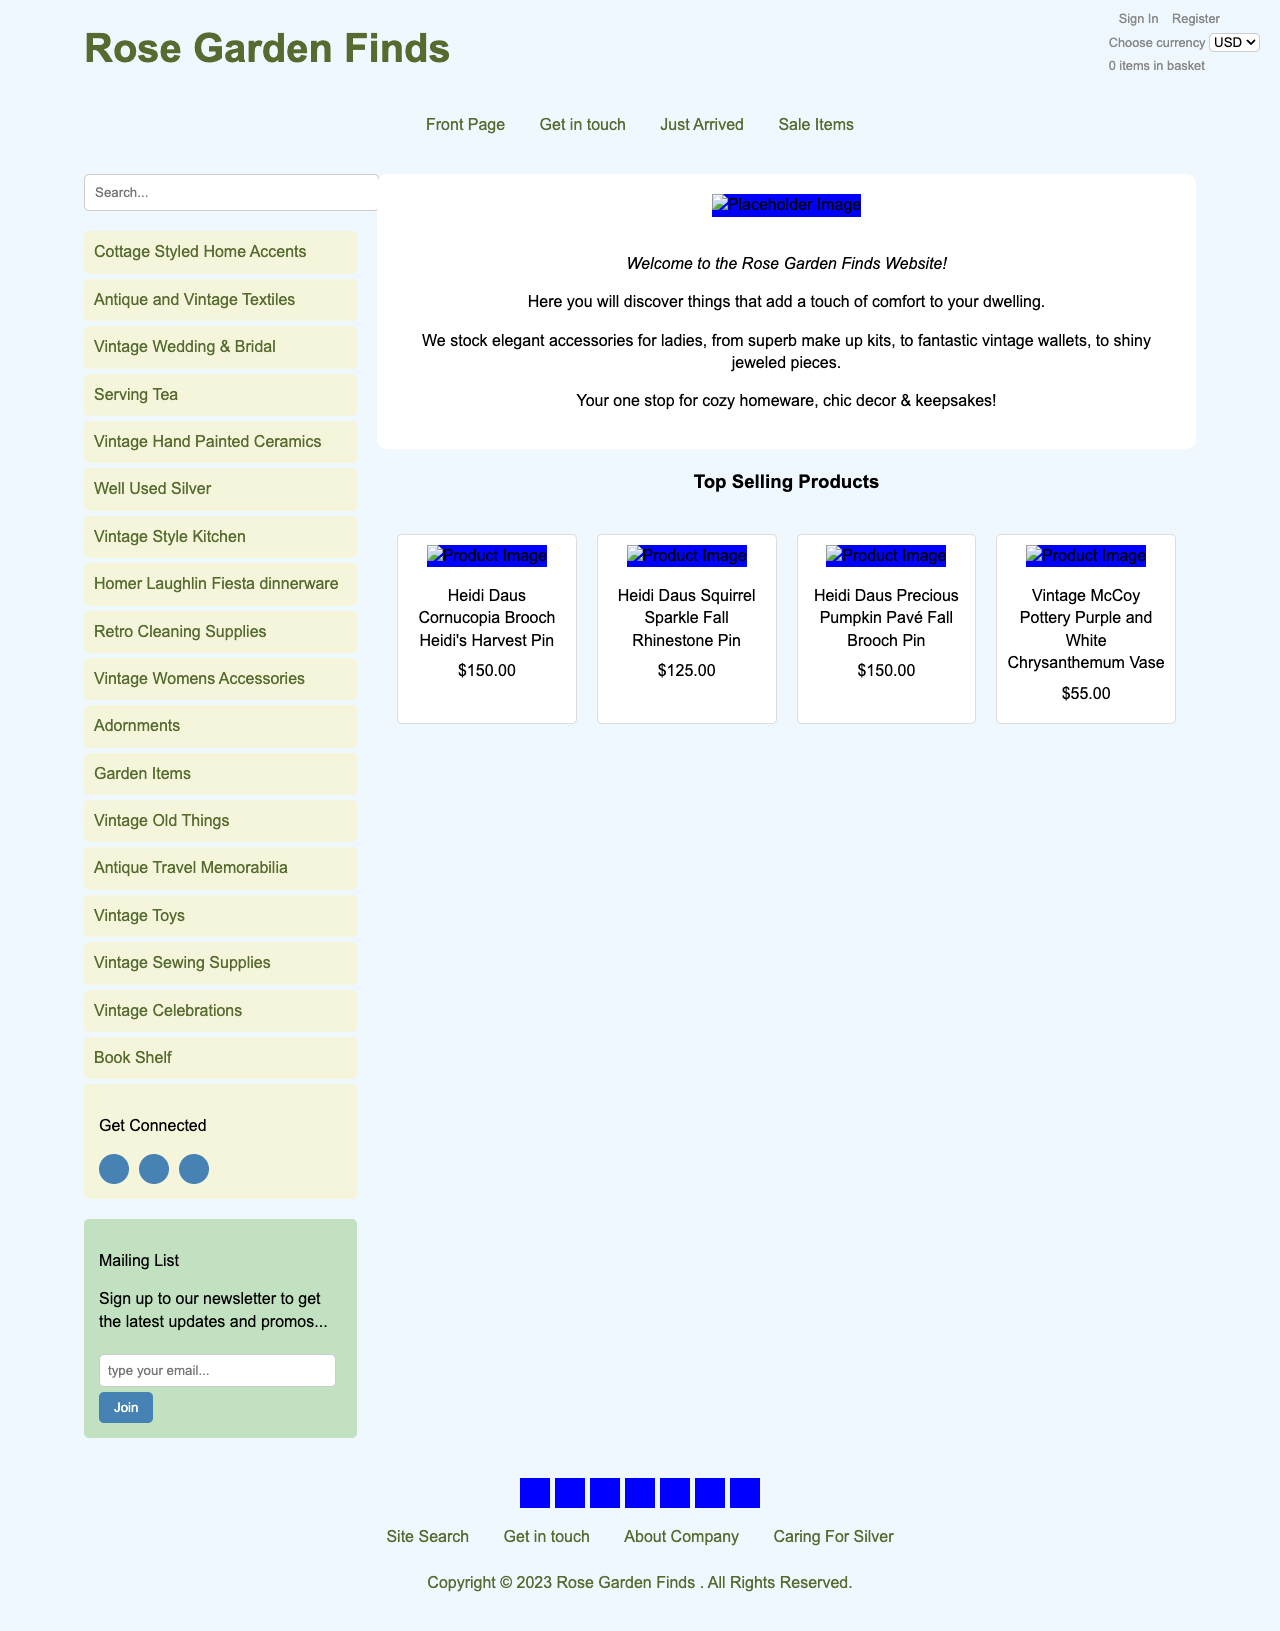 Rose Garden Finds
Sign In Register
Choose currency USD
0 items in basket
Front Page Get in touch Just Arrived Sale Items
Search...
Cottage Styled Home Accents
Antique and Vintage Textiles
Vintage Wedding & Bridal
Serving Tea
Vintage Hand Painted Ceramics
Well Used Silver
Vintage Style Kitchen
Homer Laughlin Fiesta dinnerware
Retro Cleaning Supplies
Vintage Womens Accessories
Adornments
Garden Items
Vintage Old Things
Antique Travel Memorabilia
Vintage Toys
Vintage Sewing Supplies
Vintage Celebrations
Book Shelf
Get Connected
Mailing List
Sign up to our newsletter to get
the latest updates and promos...
type your email...
Join
Placeholder Image
Welcome to the Rose Garden Finds Website!
Here you will discover things that add a touch of comfort to your dwelling.
We stock elegant accessories for ladies, from superb make up kits, to fantastic vintage wallets, to shiny
jeweled pieces.
Your one stop for cozy homeware, chic decor & keepsakes!
Top Selling Products
Product Image
Heidi Daus
Cornucopia Brooch
Heidi's Harvest Pin
$150.00
Product Image
Heidi Daus Squirrel
Sparkle Fall
Rhinestone Pin
$125.00
Product Image
Heidi Daus Precious
Pumpkin Pavé Fall
Brooch Pin
$150.00
Product Image
Vintage McCoy
Pottery Purple and
White
Chrysanthemum Vase
$55.00
Site Search Get in touch About Company Caring For Silver
Copyright © 2023 Rose Garden Finds . All Rights Reserved.